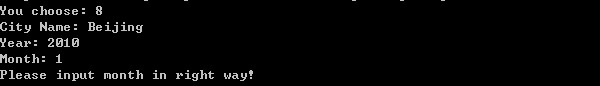 You choose: 8
City Name: Beijing
Year: 2010
Month: 1
Please input month in right way!